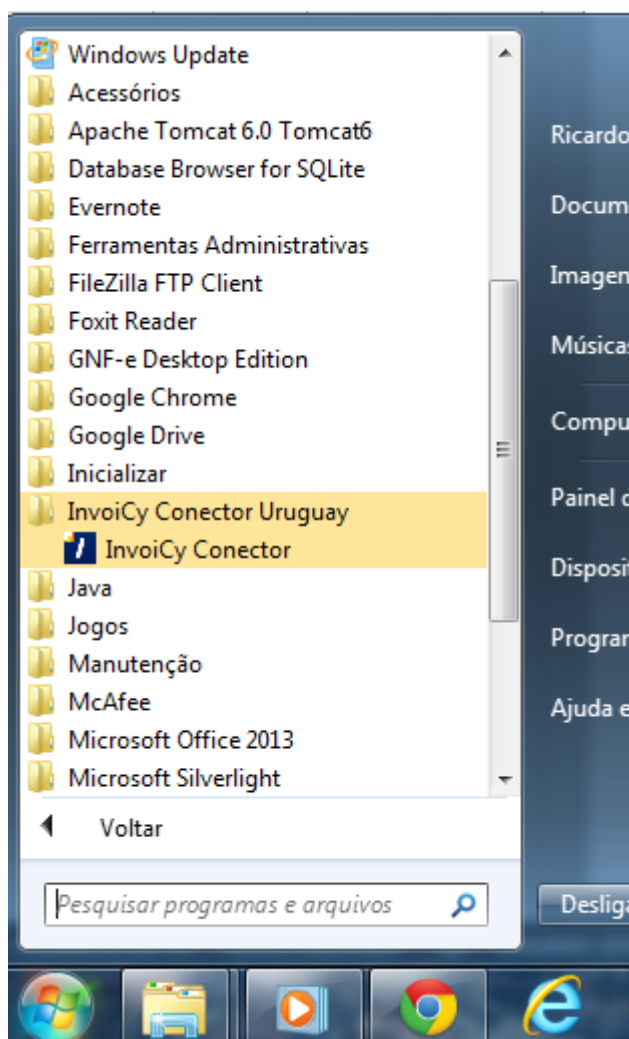 Windows Update
Acessórios
Apache Tomcat 6.0 Tomcat6
Database Browser for SQLite
Evernote
Ferramentas Administrativas
FileZilla FTP Client
Foxit Reader
GNF-e Desktop Edition
Google Chrome
Google Drive
Inicializar
InvoiCy Conector Uruguay
InvoiCy Conector
Java
Jogos
Manutenção
McAfee
Microsoft Office 2013
Microsoft Silverlight
Voltar
Pesquisar programas e arquivos
Ricardo
Docum
Imagen
Músicas
Compu
Painel
Disposit
Program
Ajuda e
Desliga